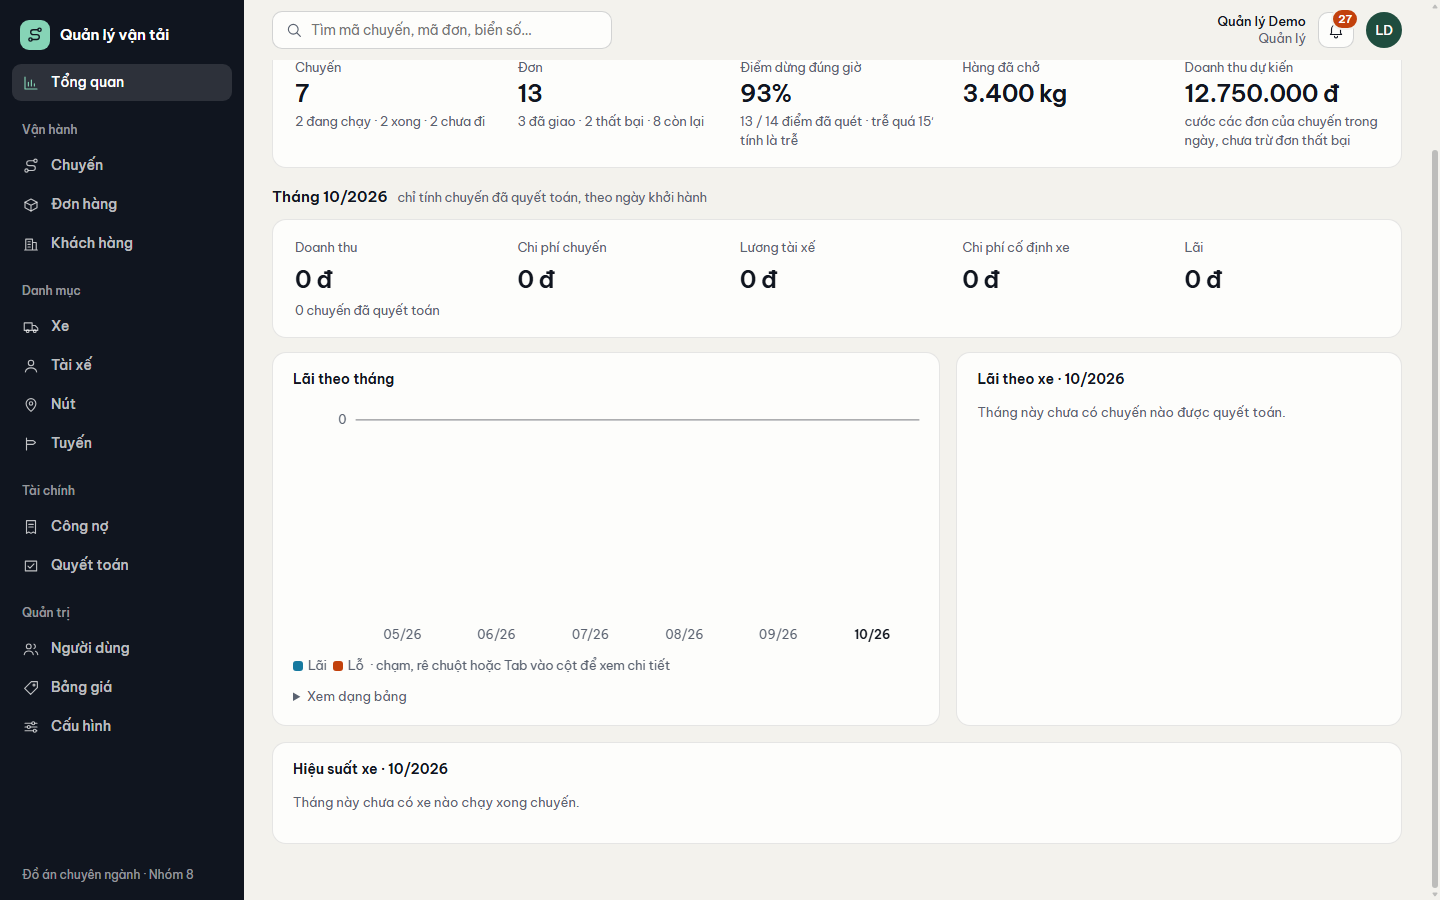 Quản lý vận tải
Tổng quan
Vận hành
Chuyến
Đơn hàng
Khách hàng
Danh mục
Xe
Tài xế
Nút
Tuyến
Tài chính
Công nợ
Quyết toán
Quản trị
Người dùng
Bảng giá
Cấu hình
Đồ án chuyên ngành · Nhóm 8
Tìm mã chuyến, mã đơn, biển số...
Quản lý Demo
Quản lý
27
LD
Chuyến
7
2 đang chạy · 2 xong · 2 chưa đi
Đơn
13
3 đã giao · 2 thất bại · 8 còn lại
Điểm dừng đúng giờ
93%
13 / 14 điểm đã quét · trễ quá 15'
tính là trễ
Hàng đã chở
3.400 kg
Doanh thu dự kiến
12.750.000 đ
cước các đơn của chuyến trong
ngày, chưa trừ đơn thất bại
Tháng 10/2026 chỉ tính chuyến đã quyết toán, theo ngày khởi hành
Doanh thu
0 đ
0 chuyến đã quyết toán
Chi phí chuyến
0 đ
Lương tài xế
0 đ
Chi phí cố định xe
0 đ
Lãi
0 đ
Lãi theo tháng
0
05/26 06/26 07/26 08/26 09/26 10/26
Lãi Lỗ · chạm, rê chuột hoặc Tab vào cột để xem chi tiết
Xem dạng bảng
Lãi theo xe · 10/2026
Tháng này chưa có chuyến nào được quyết toán.
Hiệu suất xe · 10/2026
Tháng này chưa có xe nào chạy xong chuyến.